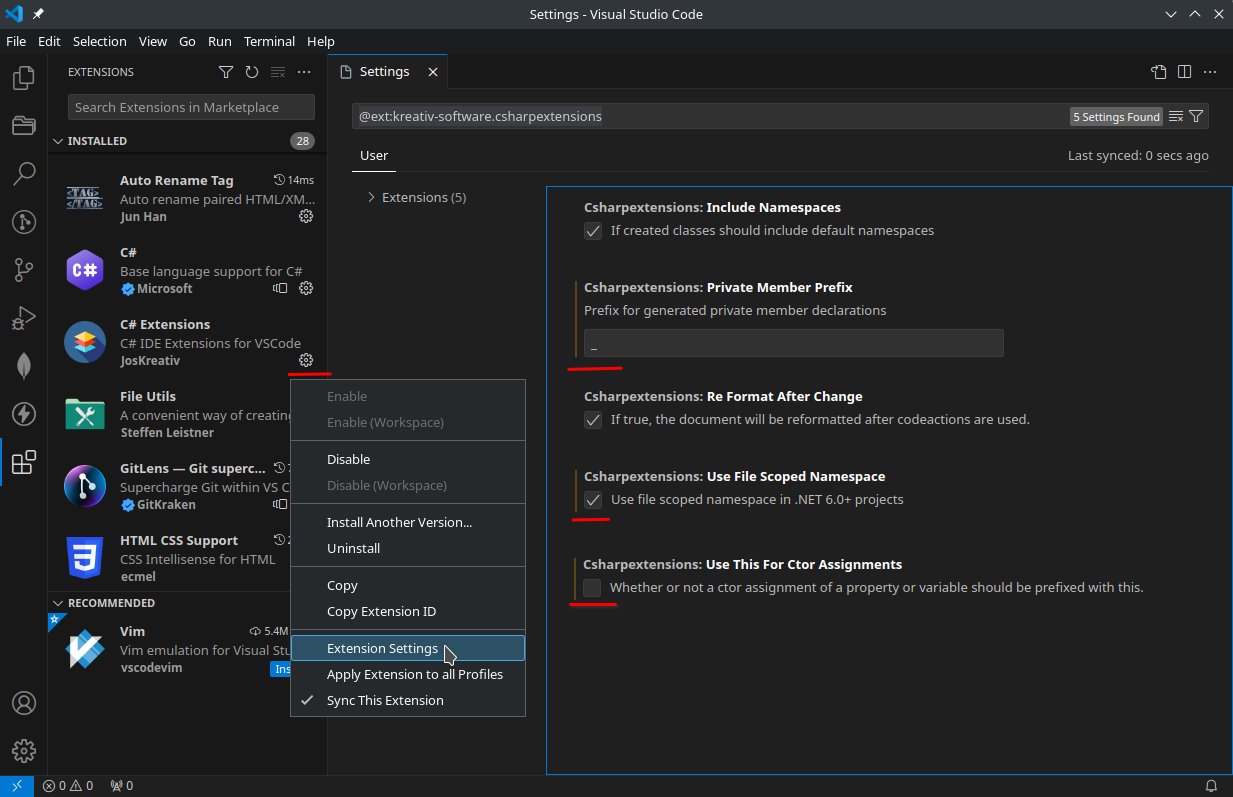 Settings - Visual Studio Code
File Edit Selection View Go Run Terminal Help
EXTENSIONS
Search Extensions in Marketplace
INSTALLED
28
<TAG>
</TAG>
Auto Rename Tag
14ms
Auto rename paired HTML/XM...
Jun Han
C#
C#
Base language support for C#
Microsoft
C# Extensions
C# IDE Extensions for VSCode
JosKreativ
File Utils
A convenient way of creating
Steffen Leistner
GitLens — Git superc...
Supercharge Git within VS C
GitKraken
HTML CSS Support
2
CSS Intellisense for HTML
ecmel
RECOMMENDED
Vim
5.4M
Vim emulation for Visual Stu
vscodevim
Ins
Enable
Enable (Workspace)
Disable
Disable (Workspace)
Install Another Version...
Uninstall
Copy
Copy Extension ID
Extension Settings
Apply Extension to all Profiles
Sync This Extension
Settings
@ext:kreativ-software.csharpextensions
5 Settings Found
User
Last synced: 0 secs ago
Extensions (5)
Csharpextensions: Include Namespaces
If created classes should include default namespaces
Csharpextensions: Private Member Prefix
Prefix for generated private member declarations
_
Csharpextensions: Re Format After Change
If true, the document will be reformatted after codeactions are used.
Csharpextensions: Use File Scoped Namespace
Use file scoped namespace in .NET 6.0+ projects
Csharpextensions: Use This For Ctor Assignments
Whether or not a ctor assignment of a property or variable should be prefixed with this.
0 0 0